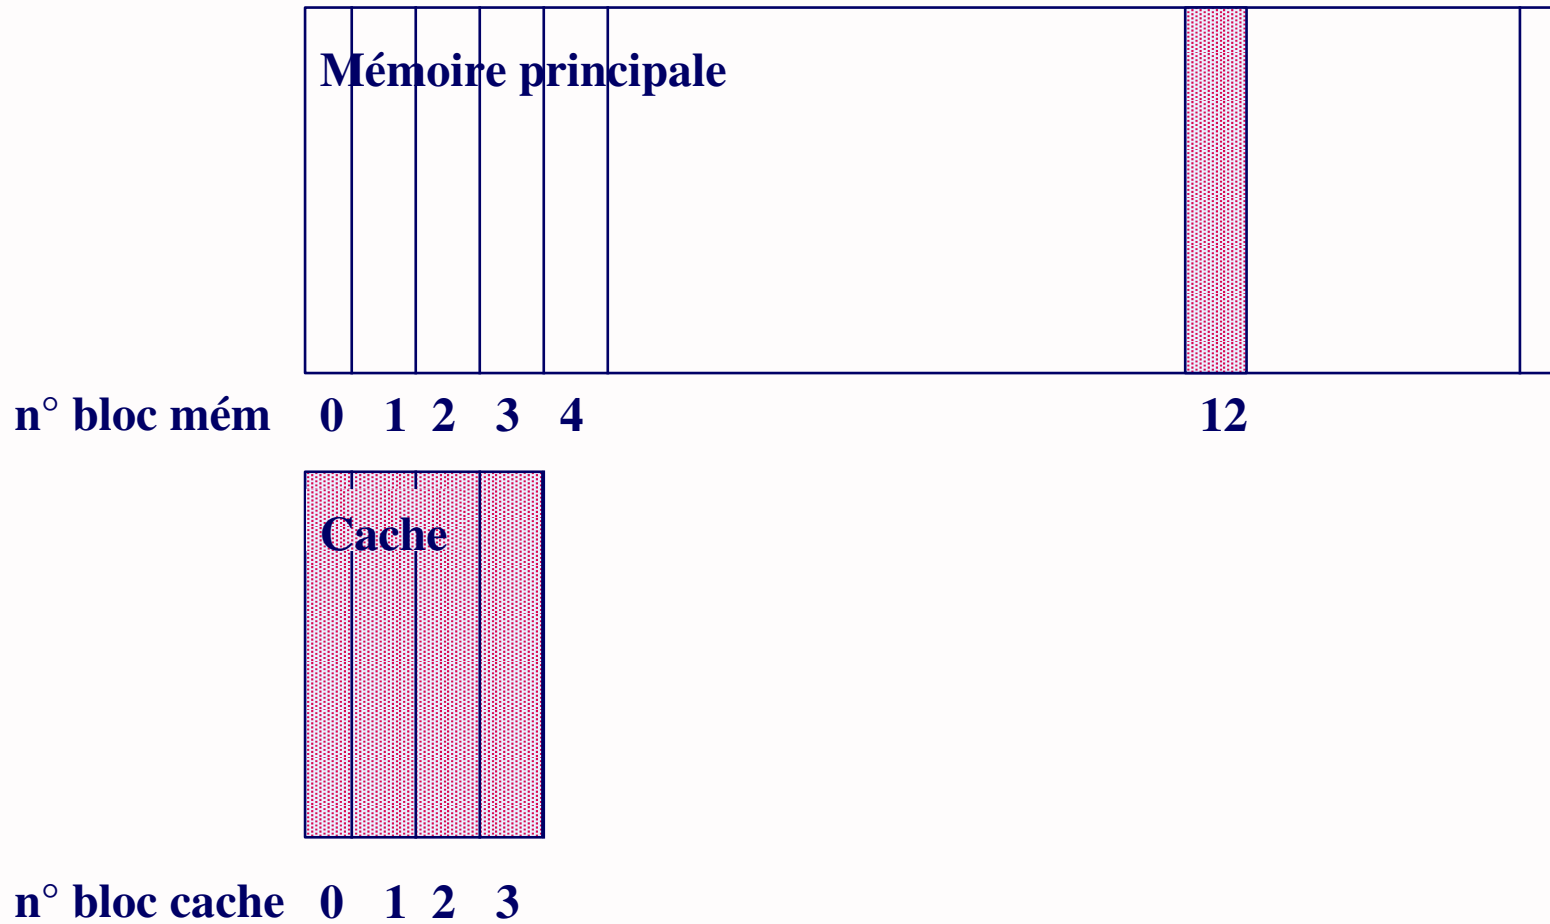 Mémoire principale
n° bloc mém 0 1 2 3 4 12
Cache
n° bloc cache 0 1 2 3